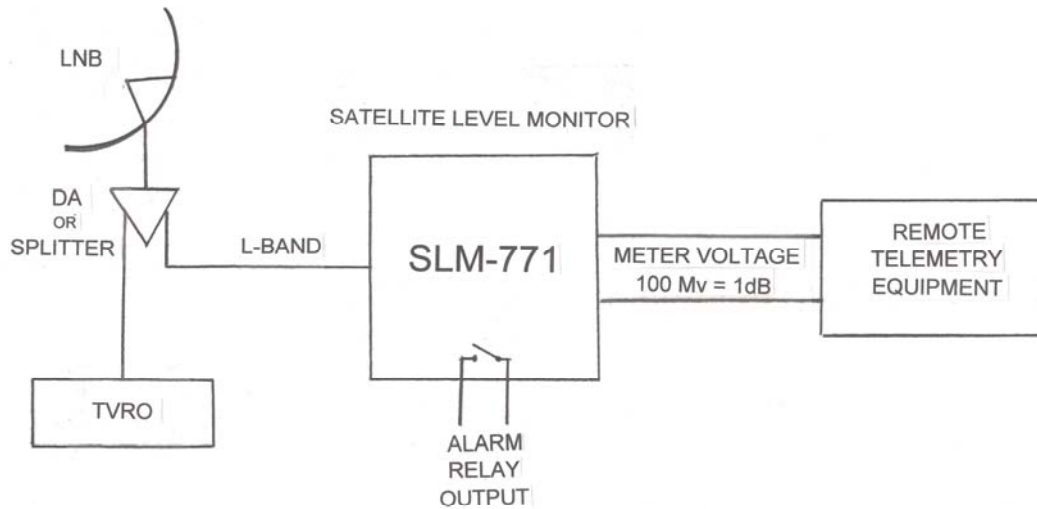 LNB
SATELLITE LEVEL MONITOR
DA
OR
SPLITTER
L-BAND
SLM-771
METER VOLTAGE
100 Mv = 1dB
REMOTE
TELEMETRY
EQUIPMENT
TVRO
ALARM
RELAY
OUTPUT